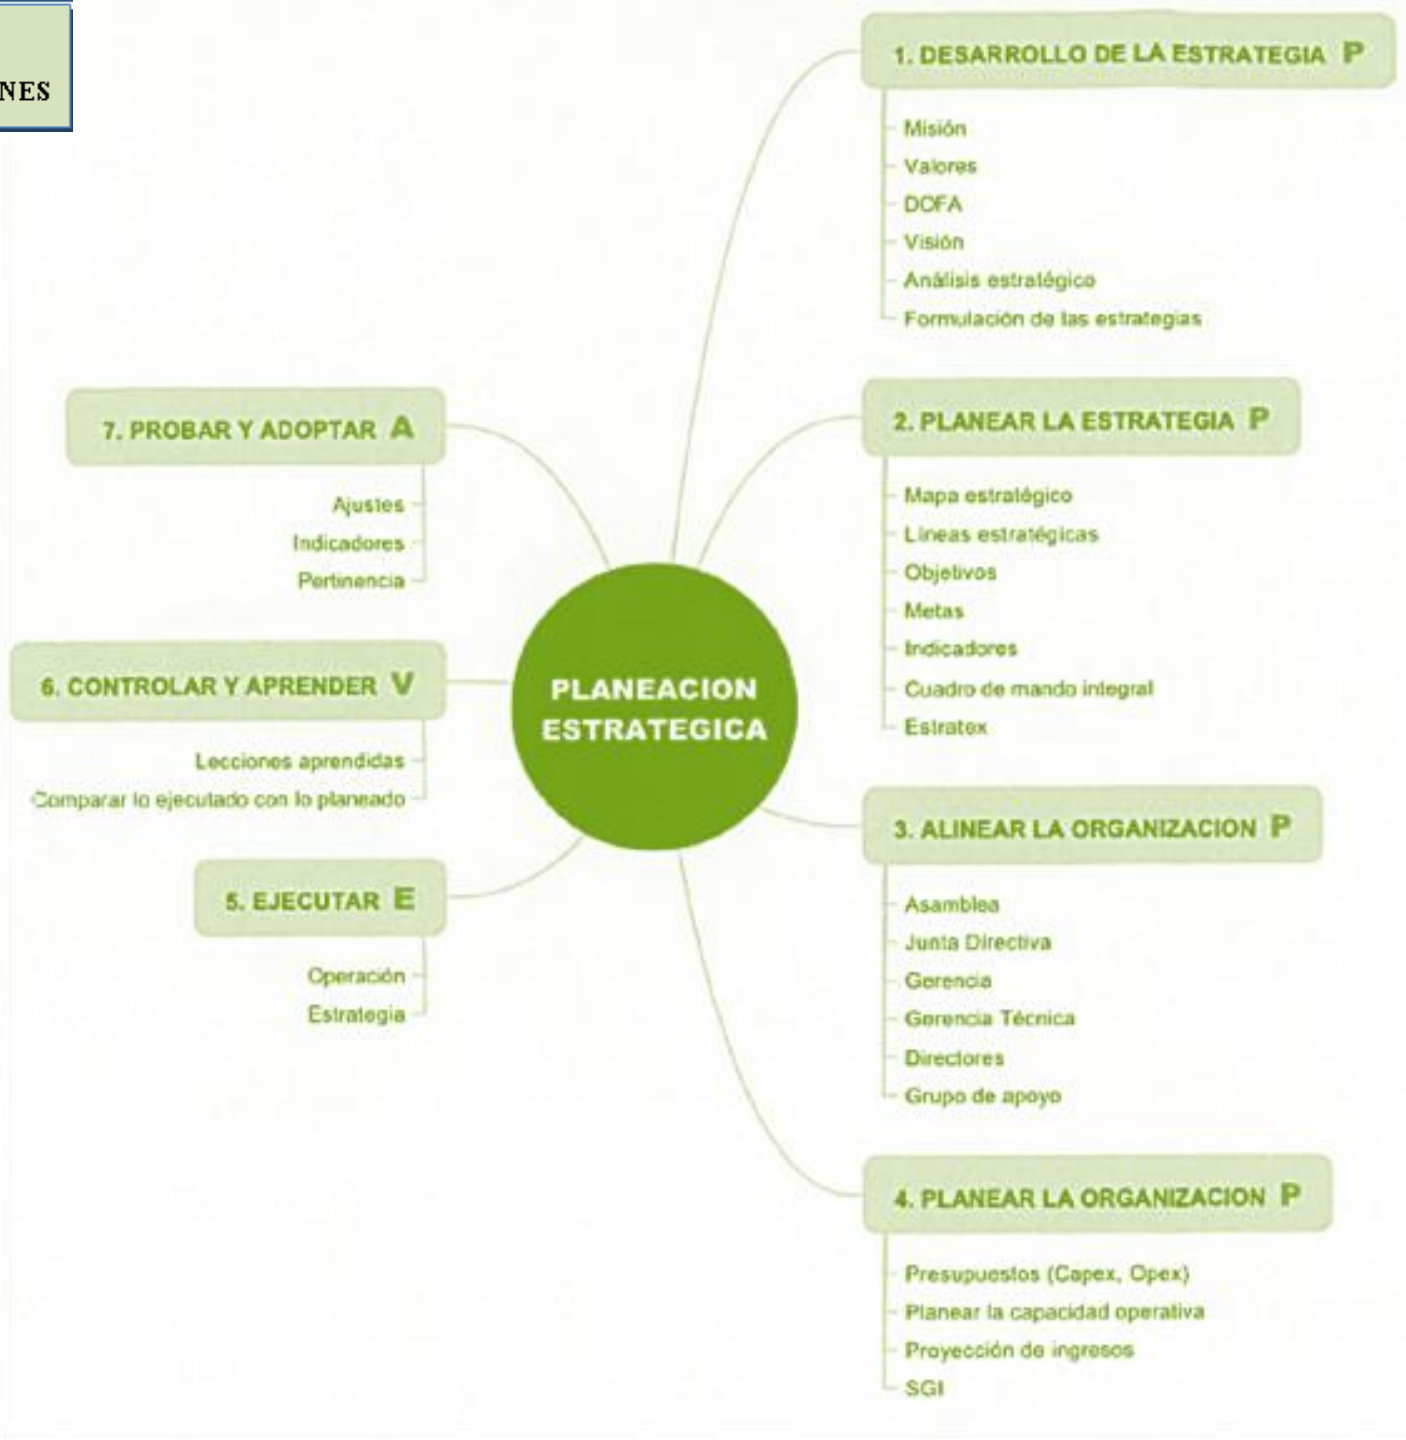 NES
1. DESARROLLO DE LA ESTRATEGIA P
Misión
Valores
DOFA
Visión
Análisis estratégico
Formulación de las estrategias
2. PLANEAR LA ESTRATEGIA P
Mapa estratégico
Líneas estratégicas
Objetivos
Metas
Indicadores
Cuadro de mando integral
Estratex
3. ALINEAR LA ORGANIZACION P
Asamblea
Junta Directiva
Gerencia
Gerencia Técnica
Directores
Grupo de apoyo
4. PLANEAR LA ORGANIZACION P
Presupuestos (Capex, Opex)
Planear la capacidad operativa
Proyección de ingresos
SGI
PLANEACION
ESTRATEGICA
5. EJECUTAR E
Operación
Estrategia
6. CONTROLAR Y APRENDER V
Lecciones aprendidas
Comparar lo ejecutado con lo planeado
7. PROBAR Y ADOPTAR A
Ajustes
Indicadores
Pertinencia